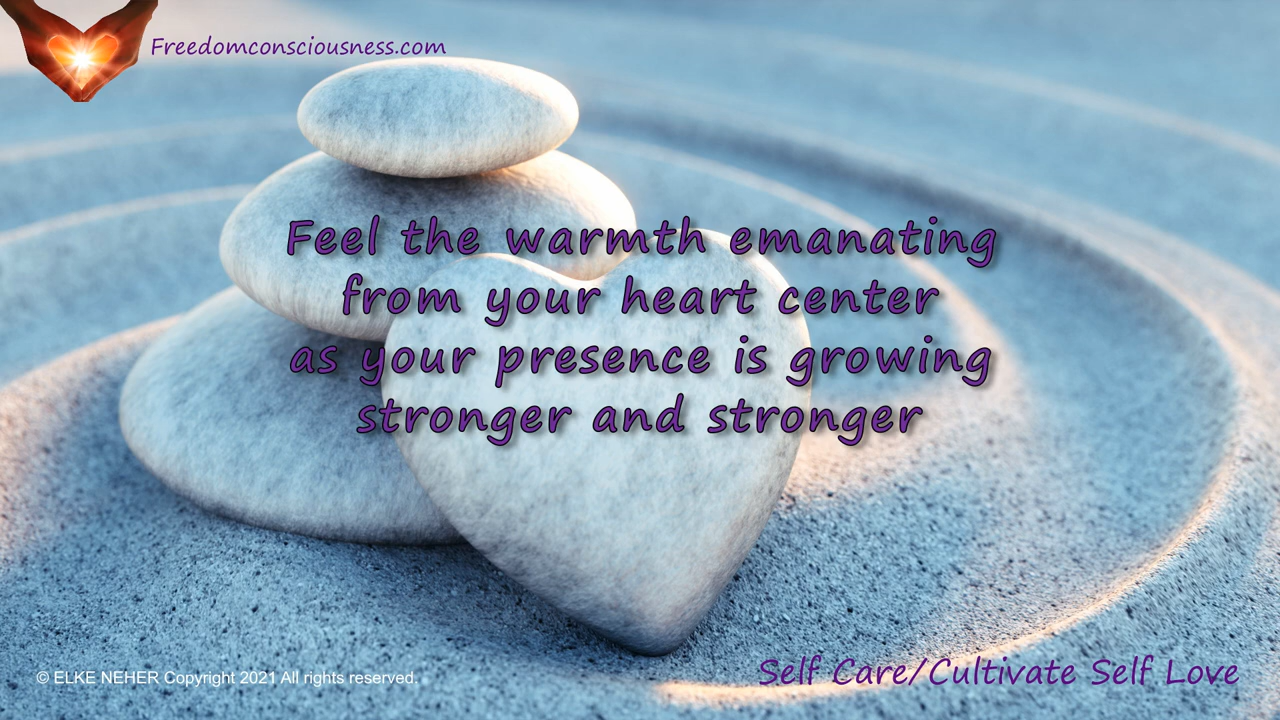 Freedomconsciousness.com
Feel the warmth emanating
from your heart center
as your presence is growing
stronger and stronger
© ELKE NEHER Copyright 2021 All rights reserved.
Self Care/Cultivate Self Love